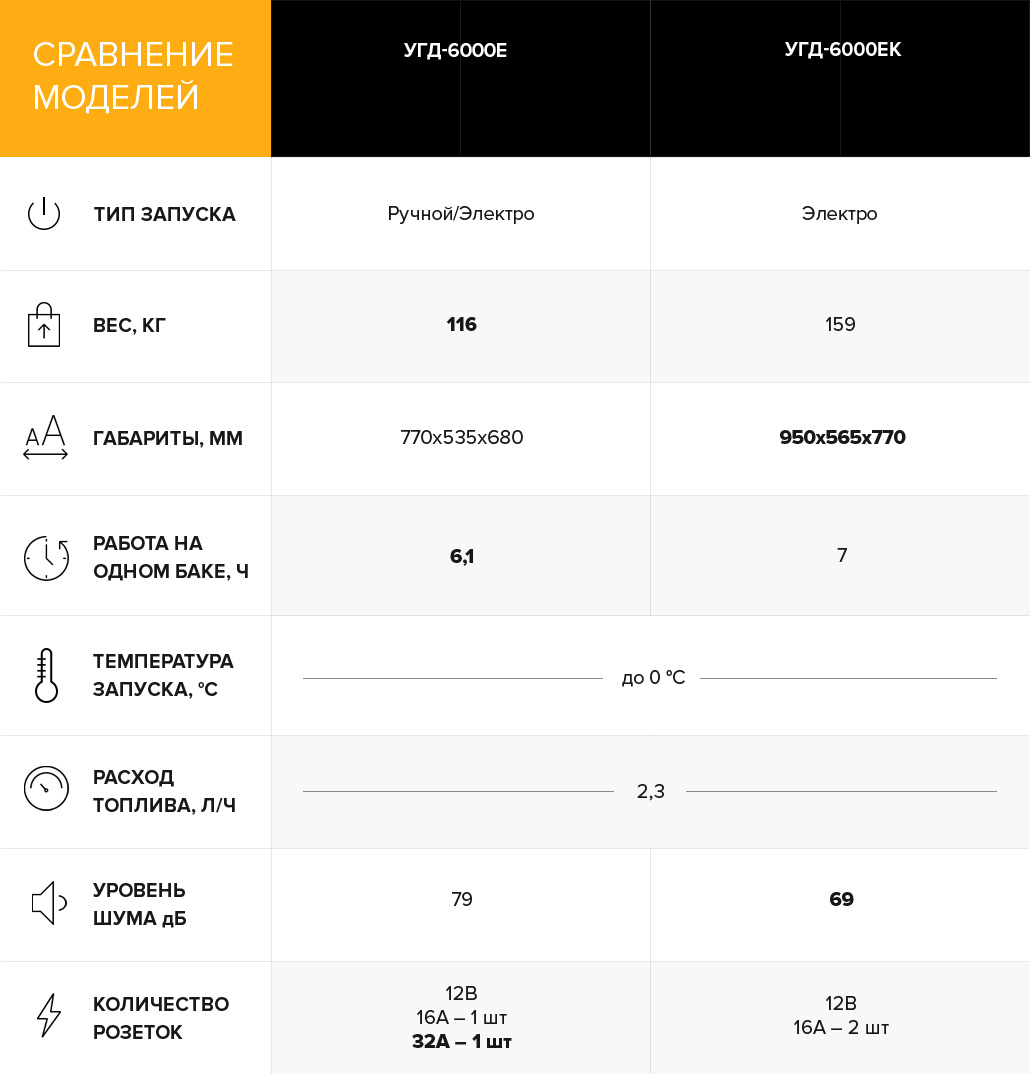 СРАВНЕНИЕ
МОДЕЛЕЙ
УГД-6000Е
УГД-6000ЕК
ТИП ЗАПУСКА
Ручной/Электро
Электро
ВЕС, КГ
116
159
ГАБАРИТЫ, ММ
770х535х680
950х565х770
РАБОТА НА
ОДНОМ БАКЕ, Ч
6,1
7
ТЕМПЕРАТУРА
ЗАПУСКА, °С
до 0 °С
РАСХОД
ТОПЛИВА, Л/Ч
2,3
УРОВЕНЬ
ШУМА дБ
79
69
КОЛИЧЕСТВО
РОЗЕТОК
12В
16А – 1 шт
32А – 1 шт
12В
16А – 2 шт